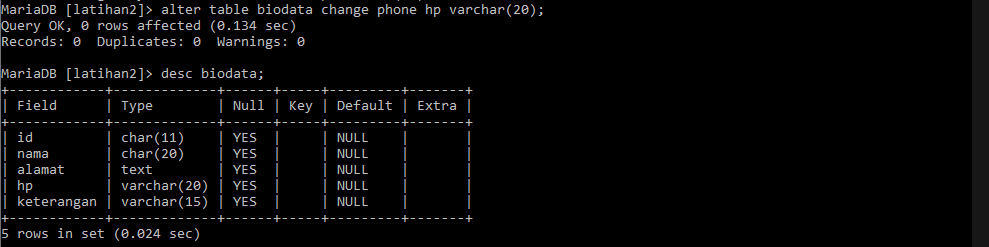 MariaDB [latihan2]> alter table biodata change phone hp varchar(20);
Query OK, 0 rows affected (0.134 sec)
Records: 0  Duplicates: 0  Warnings: 0

MariaDB [latihan2]> desc biodata;
+------------+-------------+------+-----+---------+-------+
| Field      | Type        | Null | Key | Default | Extra |
+------------+-------------+------+-----+---------+-------+
| id         | char(11)    | YES  |     | NULL    |       |
| nama       | char(20)    | YES  |     | NULL    |       |
| alamat     | text        | YES  |     | NULL    |       |
| hp         | varchar(20) | YES  |     | NULL    |       |
| keterangan | varchar(15) | YES  |     | NULL    |       |
+------------+-------------+------+-----+---------+-------+
5 rows in set (0.024 sec)